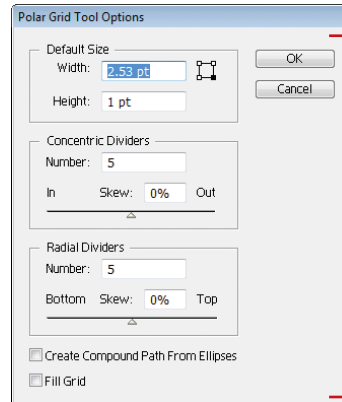 Polar Grid Tool Options
Default Size
Width: 2.53 pt
Height: 1 pt
OK
Cancel
Concentric Dividers
Number: 5
In Skew: 0% Out
Radial Dividers
Number: 5
Bottom Skew: 0% Top
Create Compound Path From Ellipses
Fill Grid